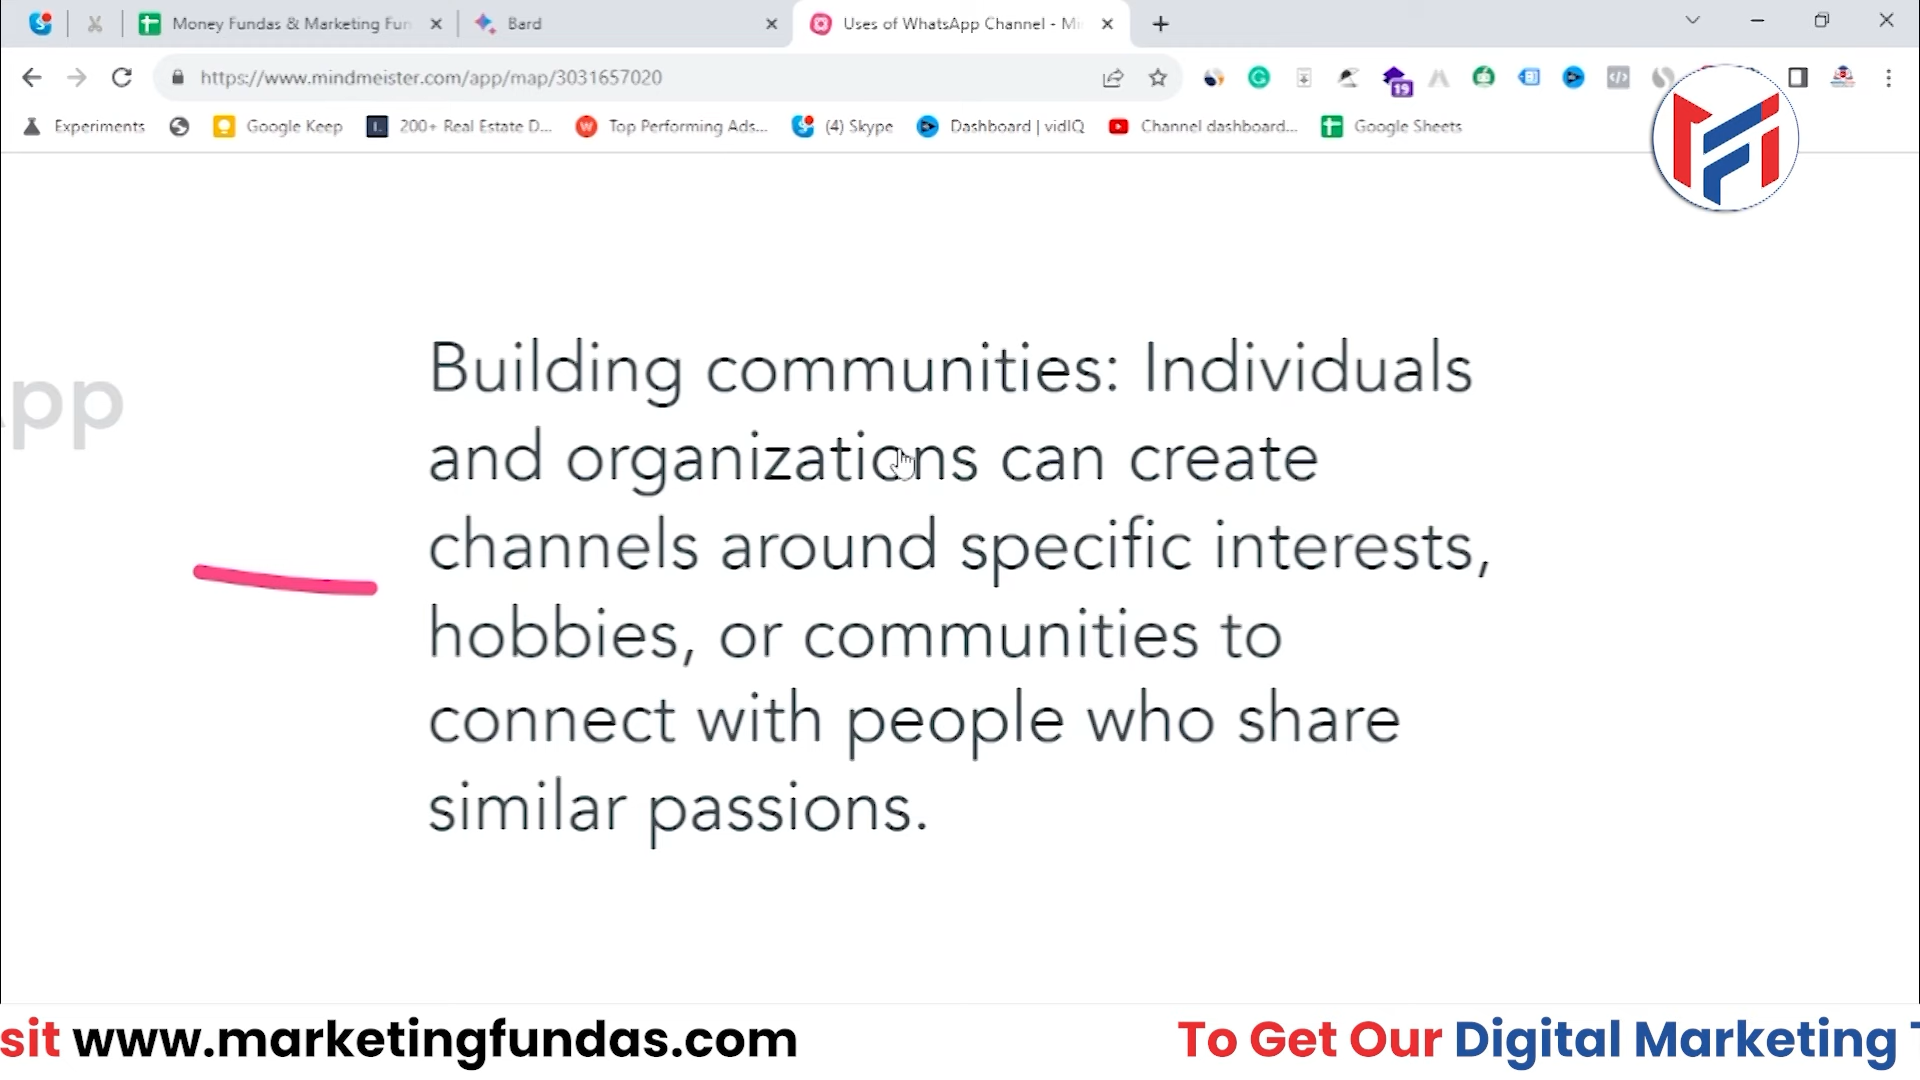 Money Fundas & Marketing Fun
Bard
Uses of WhatsApp Channel - Mi
https://www.mindmeister.com/app/map/3031657020
19
Experiments
Google Keep
200+ Real Estate D...
Top Performing Ads...
(4) Skype
Dashboard | vidIQ
Channel dashboard...
Google Sheets
pp
Building communities: Individuals
and organizations can create
channels around specific interests,
hobbies, or communities to
connect with people who share
similar passions.
sit www.marketingfundas.com
To Get Our Digital Marketing T